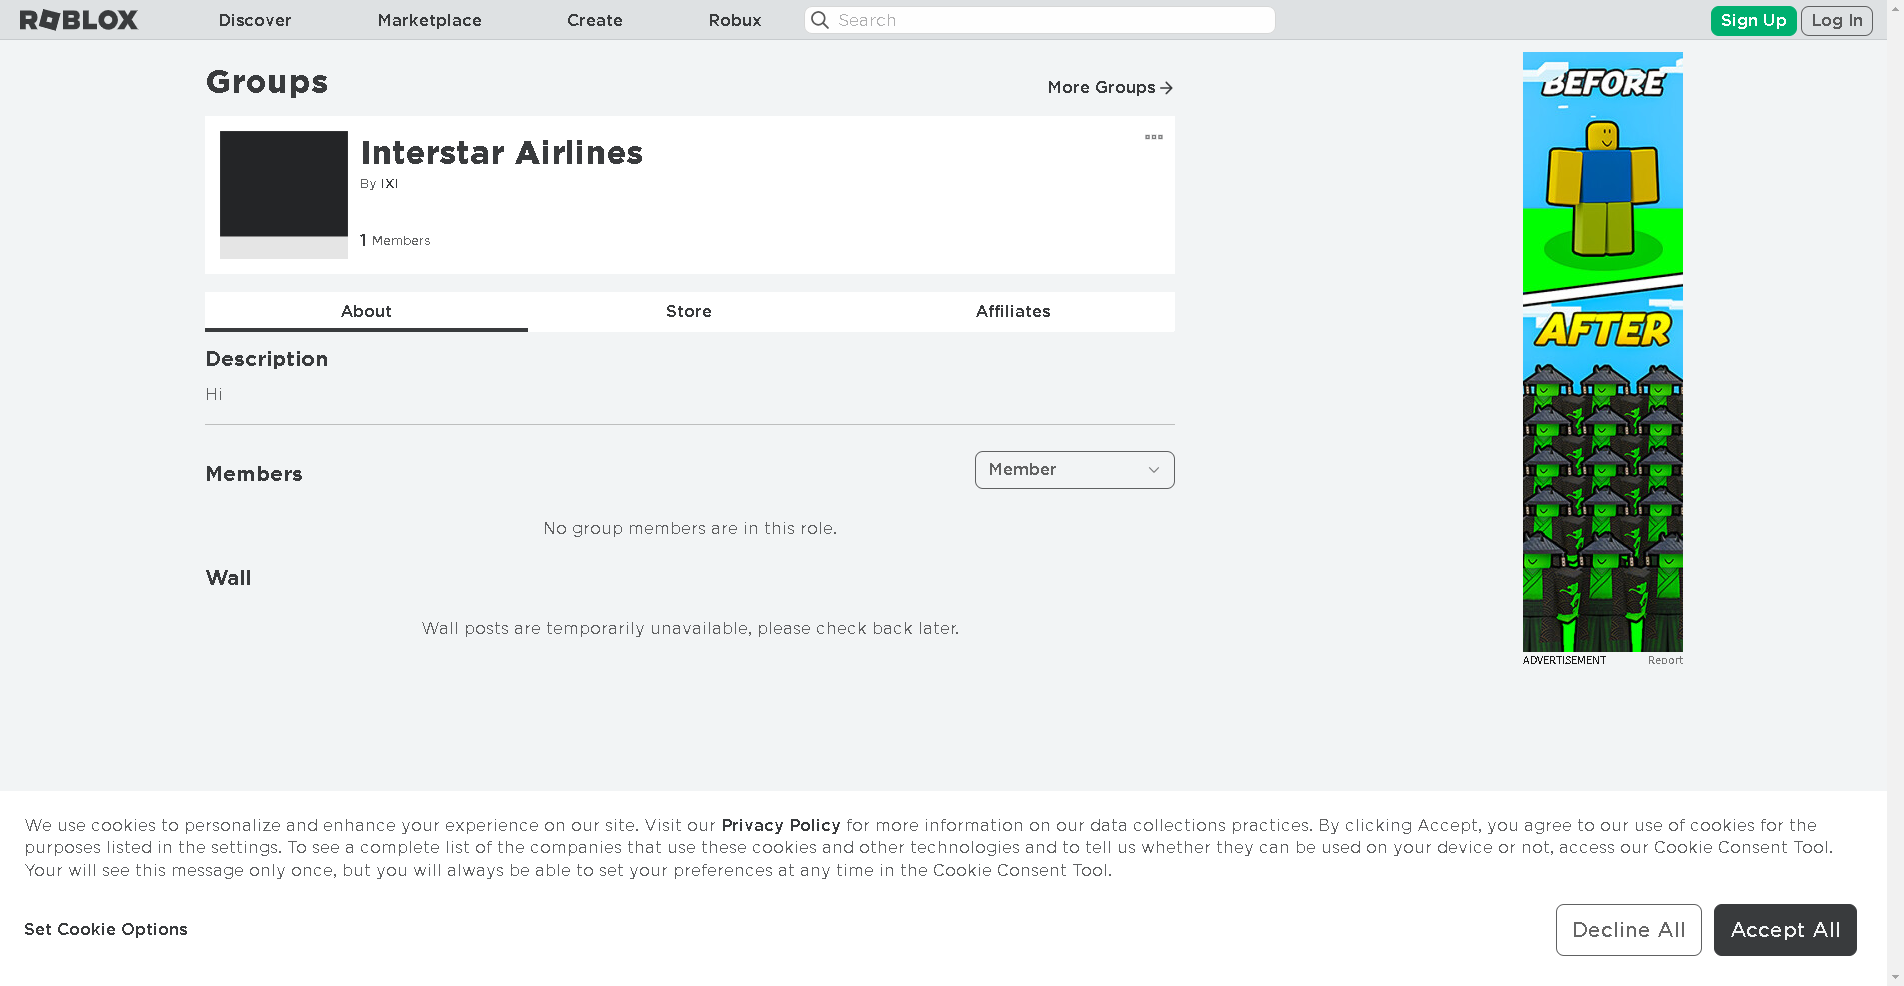 ROBLOX
Discover
Marketplace
Create
Robux
Search
Sign Up
Log In
Groups
More Groups
Interstar Airlines
By IXI
1 Members
About
Store
Affiliates
Description
Hi
Members
Member
No group members are in this role.
Wall
Wall posts are temporarily unavailable, please check back later.
BEFORE
AFTER
ADVERTISEMENT
Report
We use cookies to personalize and enhance your experience on our site. Visit our Privacy Policy for more information on our data collections practices. By clicking Accept, you agree to our use of cookies for the
purposes listed in the settings. To see a complete list of the companies that use these cookies and other technologies and to tell us whether they can be used on your device or not, access our Cookie Consent Tool.
Your will see this message only once, but you will always be able to set your preferences at any time in the Cookie Consent Tool.
Set Cookie Options
Decline All
Accept All